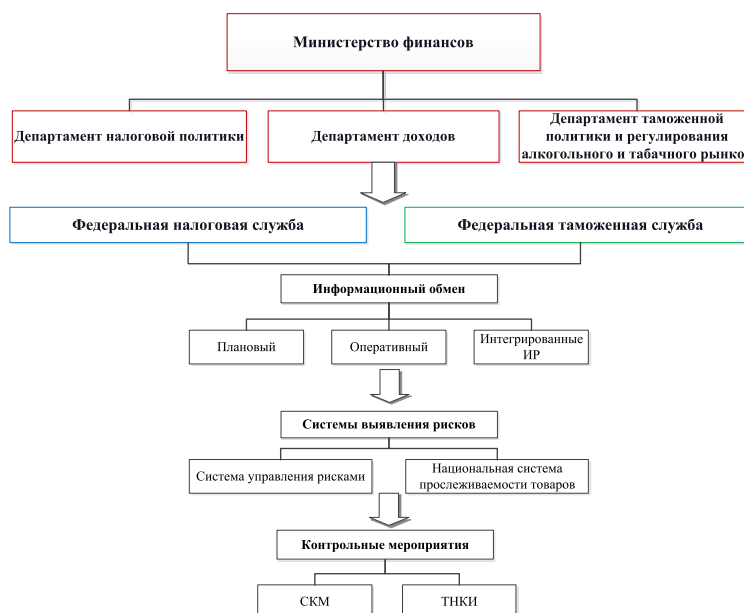 Министерство финансов
Департамент налоговой политики
Департамент доходов
Департамент таможенной
политики и регулирования
алкогольного и табачного рынко
Федеральная налоговая служба
Федеральная таможенная служба
Информационный обмен
Плановый
Оперативный
Интегрированные
ИР
Системы выявления рисков
Система управления рисками
Национальная система
прослеживаемости товаров
Контрольные мероприятия
СКМ
ТНКИ